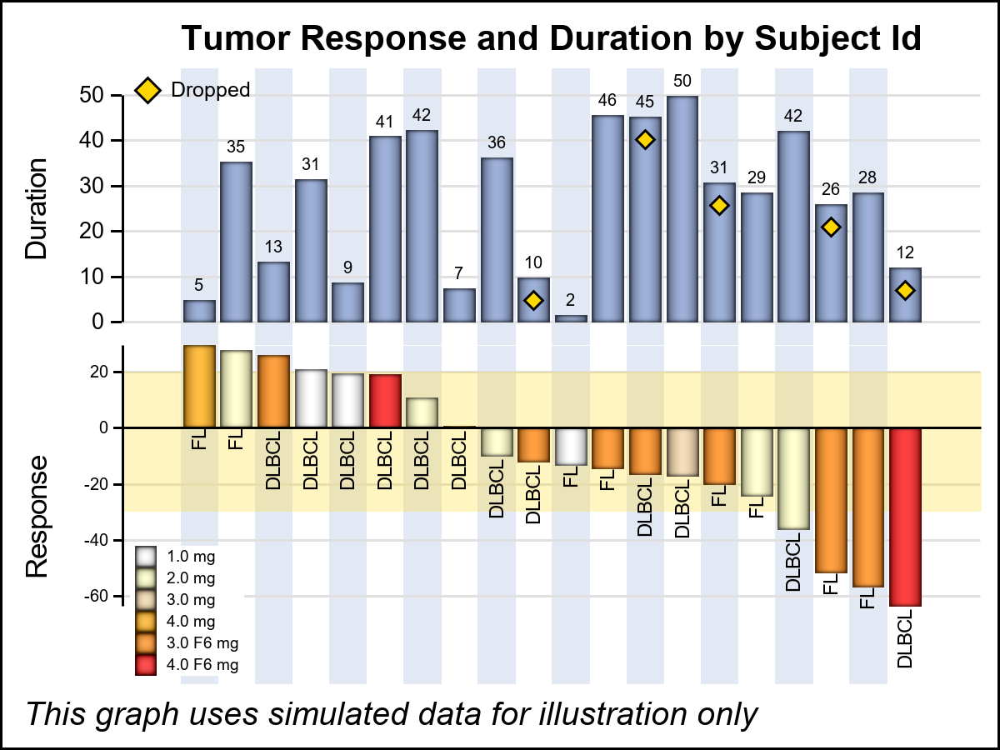 Tumor Response and Duration by Subject Id
Dropped
Duration
50
40
30
20
10
0
5 35 13 31 9 41 42 7 36 10 2 46 45 50 31 29 42 26 28 12
Response
20
0
-20
-40
-60
FL FL DLBCL DLBCL DLBCL DLBCL DLBCL DLBCL DLBCL DLBCL FL FL DLBCL DLBCL FL FL DLBCL FL FL DLBCL
1.0 mg
2.0 mg
3.0 mg
4.0 mg
3.0 F6 mg
4.0 F6 mg
This graph uses simulated data for illustration only